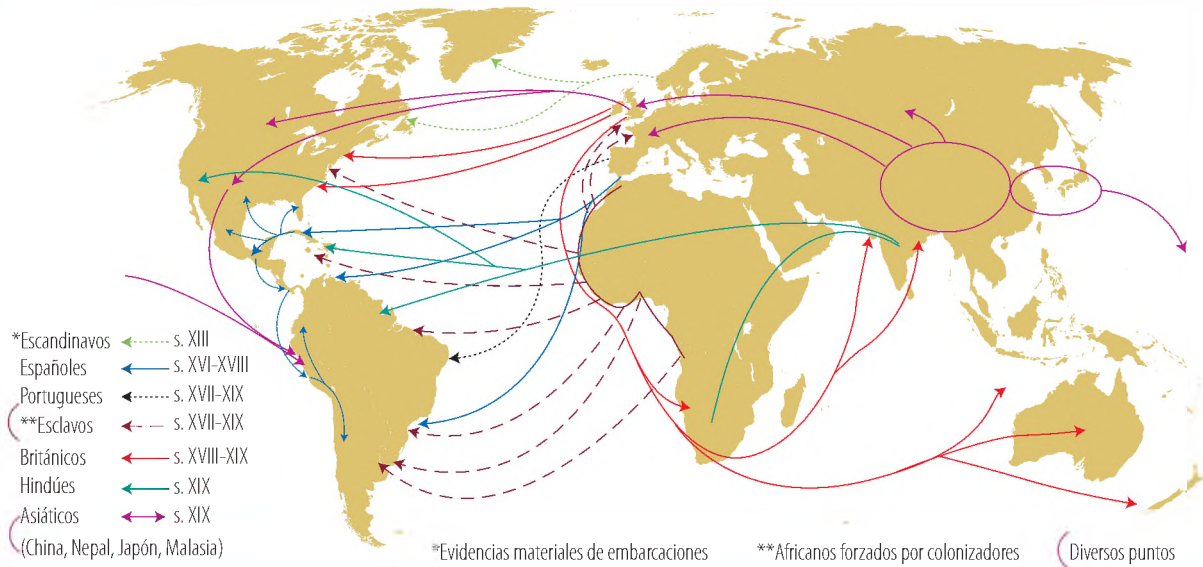 *Escandinavos s. XIII
Españoles s. XVI-XVIII
Portugueses s. XVII-XIX
**Esclavos s. XVII-XIX
Británicos s. XVIII-XIX
Hindúes s. XIX
Asiáticos s. XIX
(China, Nepal, Japón, Malasia)
*Evidencias materiales de embarcaciones **Africanos forzados por colonizadores Diversos puntos